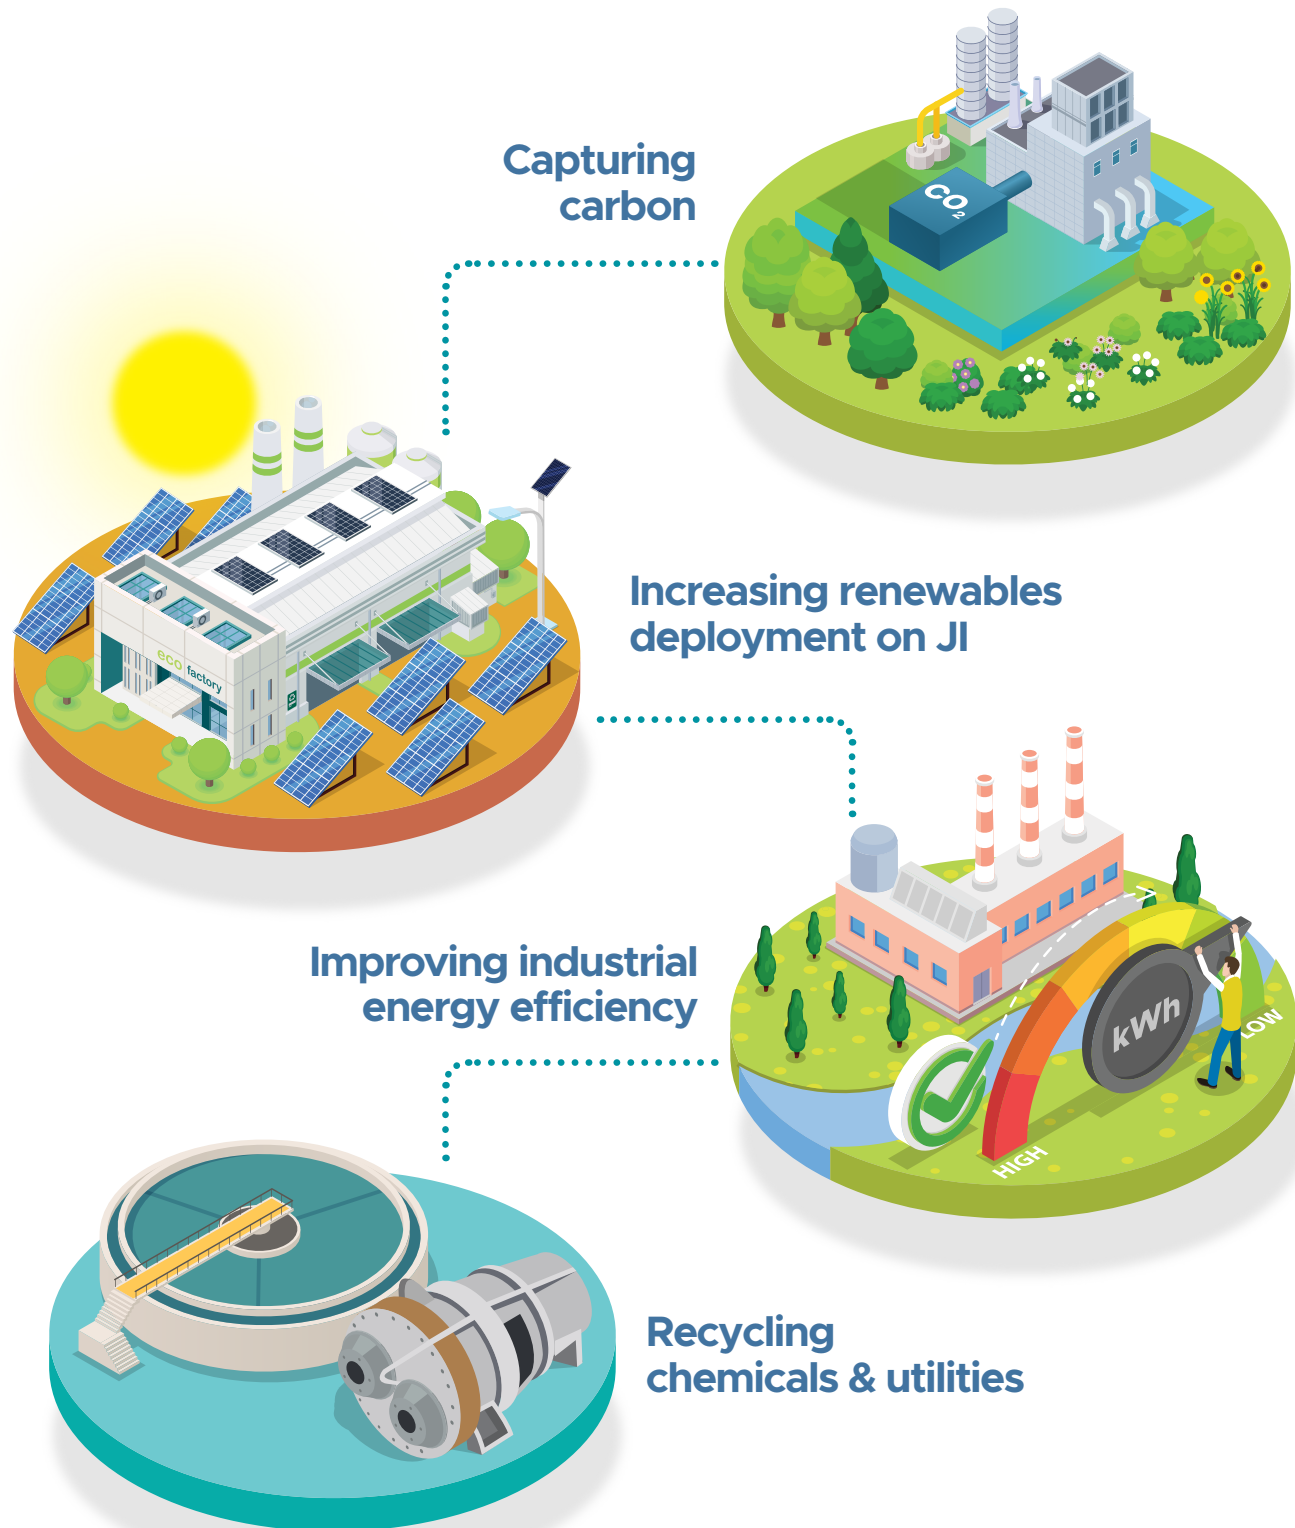 Capturing
carbon
CO₂
Increasing renewables
deployment on JI
eco factory
Improving industrial
energy efficiency
kWh
LOW
HIGH
Recycling
chemicals & utilities